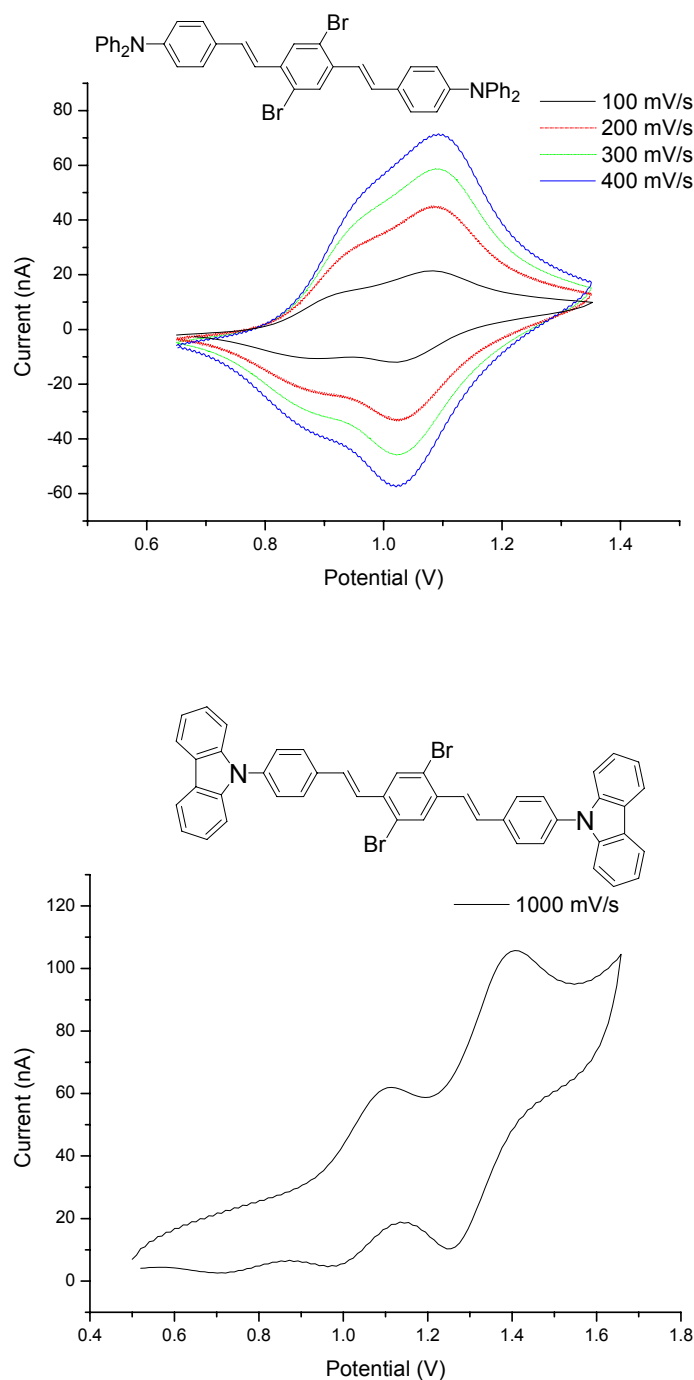 Br
Ph2N
NPh2
Br
100 mV/s
200 mV/s
300 mV/s
400 mV/s
80
60
40
20
0
-20
-40
-60
Current (nA)
0.6 0.8 1.0 1.2 1.4
Potential (V)
Br
N
N
Br
1000 mV/s
120
100
80
60
40
20
0
Current (nA)
0.4 0.6 0.8 1.0 1.2 1.4 1.6 1.8
Potential (V)